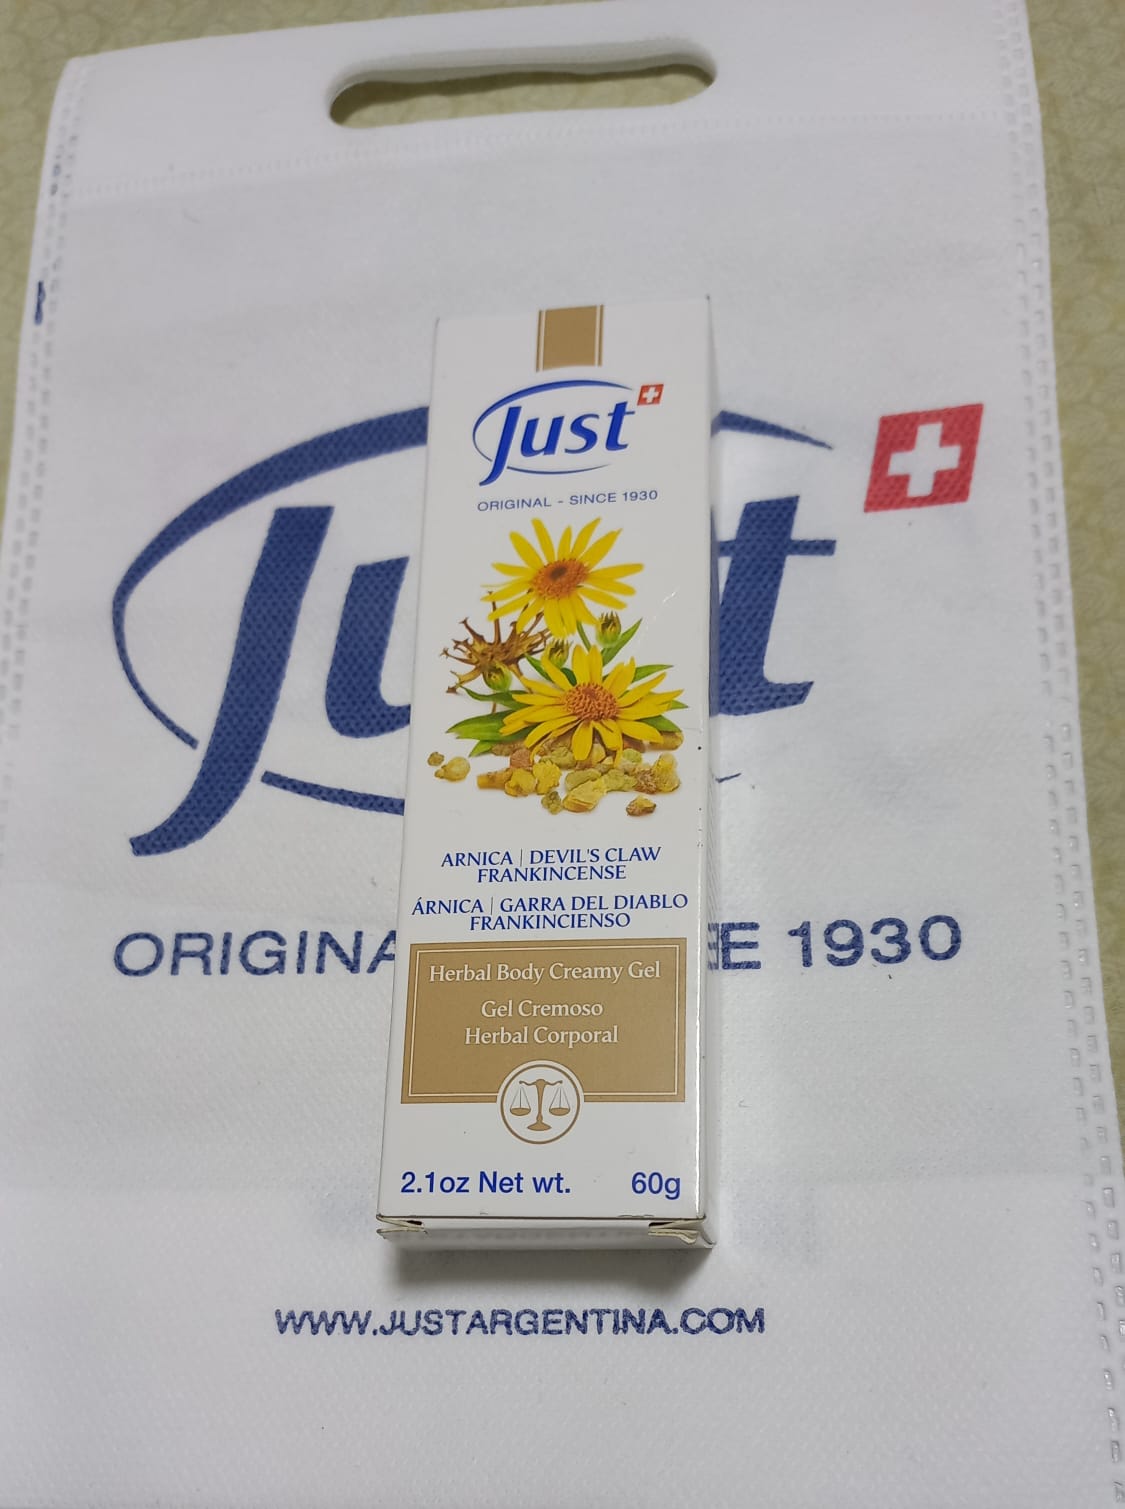 Just
ORIGINAL - SINCE 1930
ARNICA | DEVIL'S CLAW
FRANKINCENSE
ÁRNICA | GARRA DEL DIABLO
FRANKINCIENSO
Herbal Body Creamy Gel
Gel Cremoso
Herbal Corporal
2.1oz Net wt. 60g
Just
ORIGINA E 1930
WWW.JUSTARGENTINA.COM